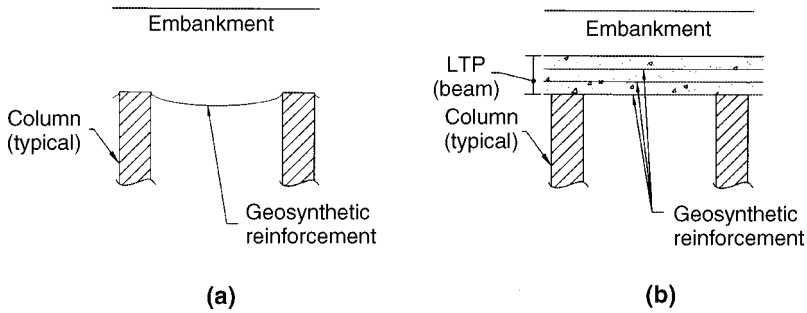 Embankment
Column
(typical)
Geosynthetic
reinforcement
(a)
Embankment
LTP
(beam)
Column
(typical)
Geosynthetic
reinforcement
(b)